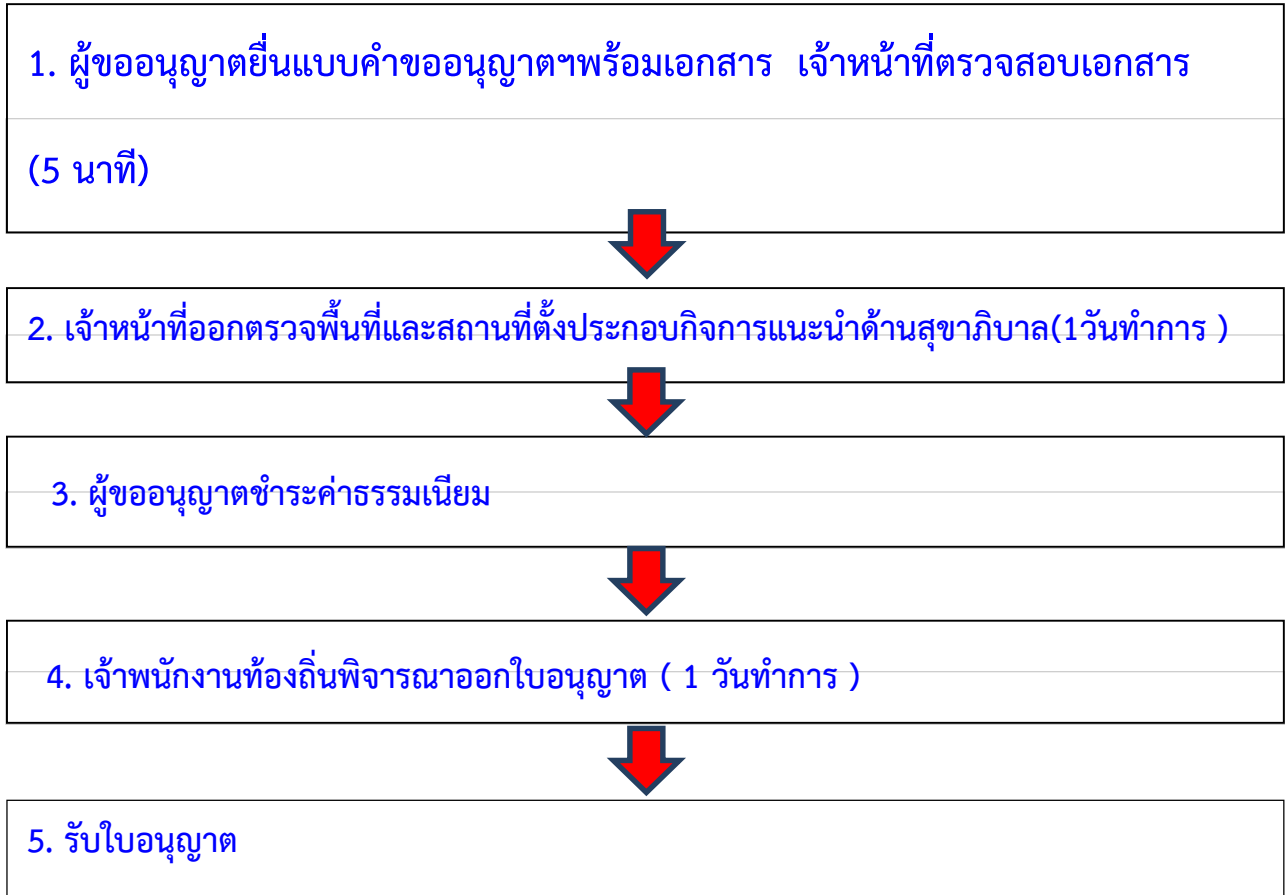 1. ผู้ขออนุญาตยื่นแบบคำขออนุญาตฯพร้อมเอกสาร เจ้าหน้าที่ตรวจสอบเอกสาร
(5 นาที)
2. เจ้าหน้าที่ออกตรวจพื้นที่และสถานที่ตั้งประกอบกิจการแนะนำด้านสุขาภิบาล(1วันทำการ )
3. ผู้ขออนุญาตชำระค่าธรรมเนียม
4. เจ้าพนักงานท้องถิ่นพิจารณาออกใบอนุญาต ( 1 วันทำการ )
5. รับใบอนุญาต